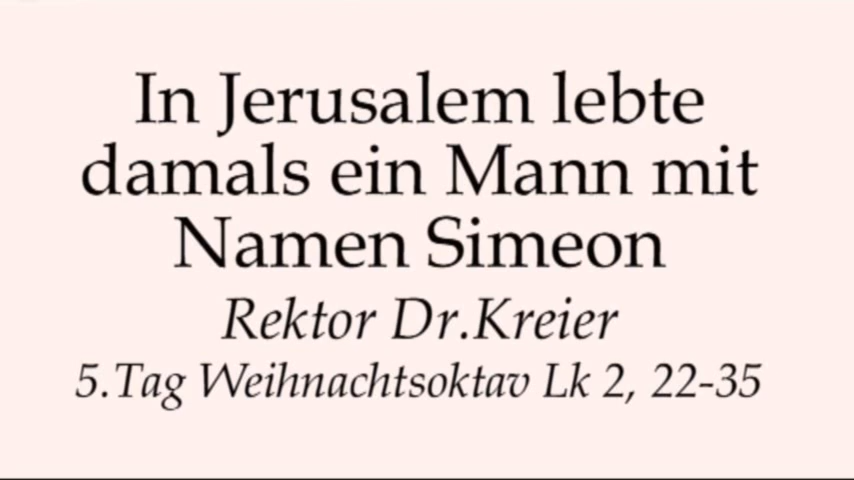 In Jerusalem lebte
damals ein Mann mit
Namen Simeon
Rektor Dr.Kreier
5.Tag Weihnachtsoktav Lk 2, 22-35